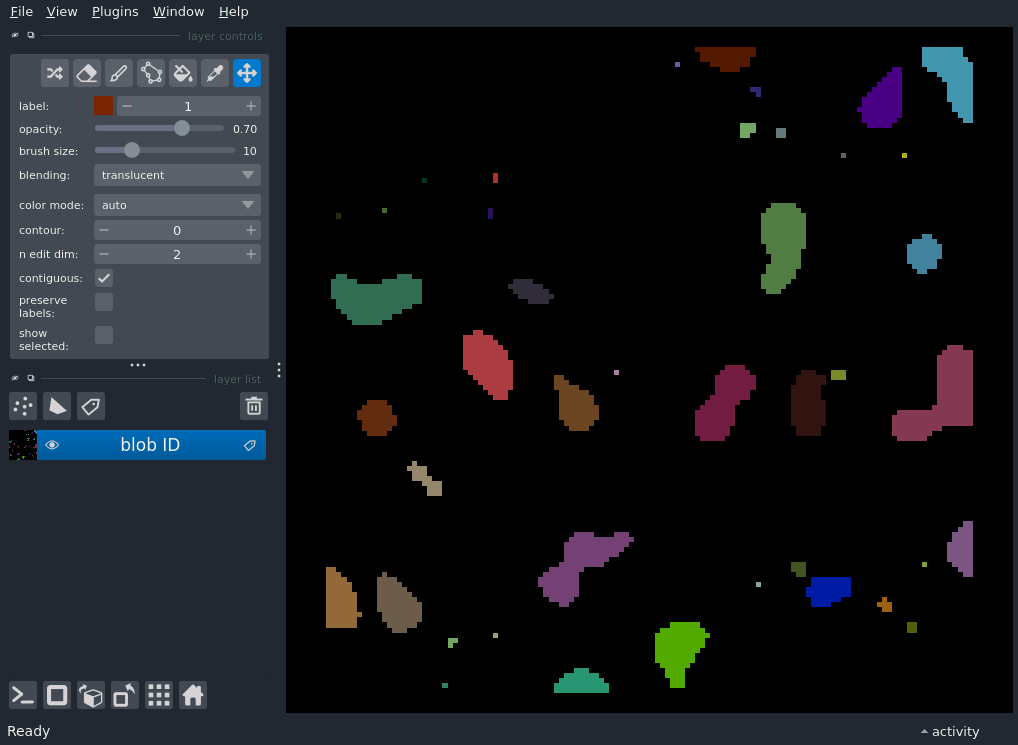 File View Plugins Window Help
layer controls
label: 1
opacity: 0.70
brush size: 10
blending: translucent
color mode: auto
contour: 0
n edit dim: 2
contiguous:
preserve
labels:
show
selected:
layer list
blob ID
Ready
activity